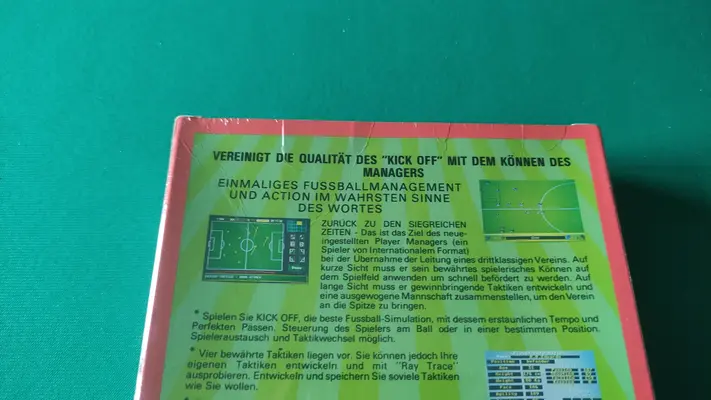 VEREINIGT DIE QUALITÄT DES "KICK OFF" MIT DEM KÖNNEN DES
MANAGERS
EINMALIGES FUSSBALLMANAGEMENT
UND ACTION IM WAHRSTEN SINNE
DES WORTES
ZURÜCK ZU DEN SIEGREICHEN
ZEITEN - Das ist das Ziel des neue-
ingestellten Player Managers (ein
Spieler von Internationalem Format)
bei der Übernahme der Leitung eines drittklassigen Vereins. Auf
kurze Sicht muss er sein bewährtes spielerisches Können auf
dem Spielfeld anwenden um schnell befördert zu werden. Auf
lange Sicht muss er gewinnbringende Taktiken entwickeln und
eine ausgewogene Mannschaft zusammenstellen, um den Verein
an die Spitze zu bringen.
* Spielen Sie KICK OFF, die beste Fussball-Simulation, mit dessem erstaunlichen Tempo und
Perfekten Pässen. Steuerung des Spielers am Ball oder in einer bestimmten Position.
Spieleraustausch und Taktikwechsel möglich.
* Vier bewährte Taktiken liegen vor. Sie können jedoch Ihre
eigenen Taktiken entwickeln und mit "Ray Trace"
ausprobieren. Entwickeln und speichern Sie soviele Taktiken
wie Sie wollen.